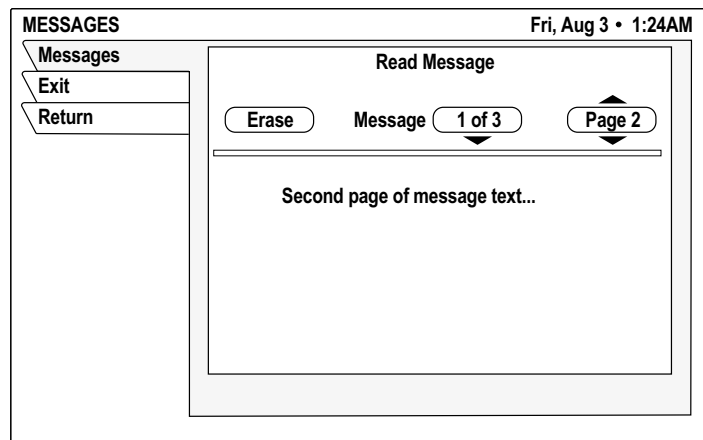 MESSAGES Fri, Aug 3 • 1:24AM
Messages
Exit
Return
Read Message
Erase Message 1 of 3 Page 2
Second page of message text...